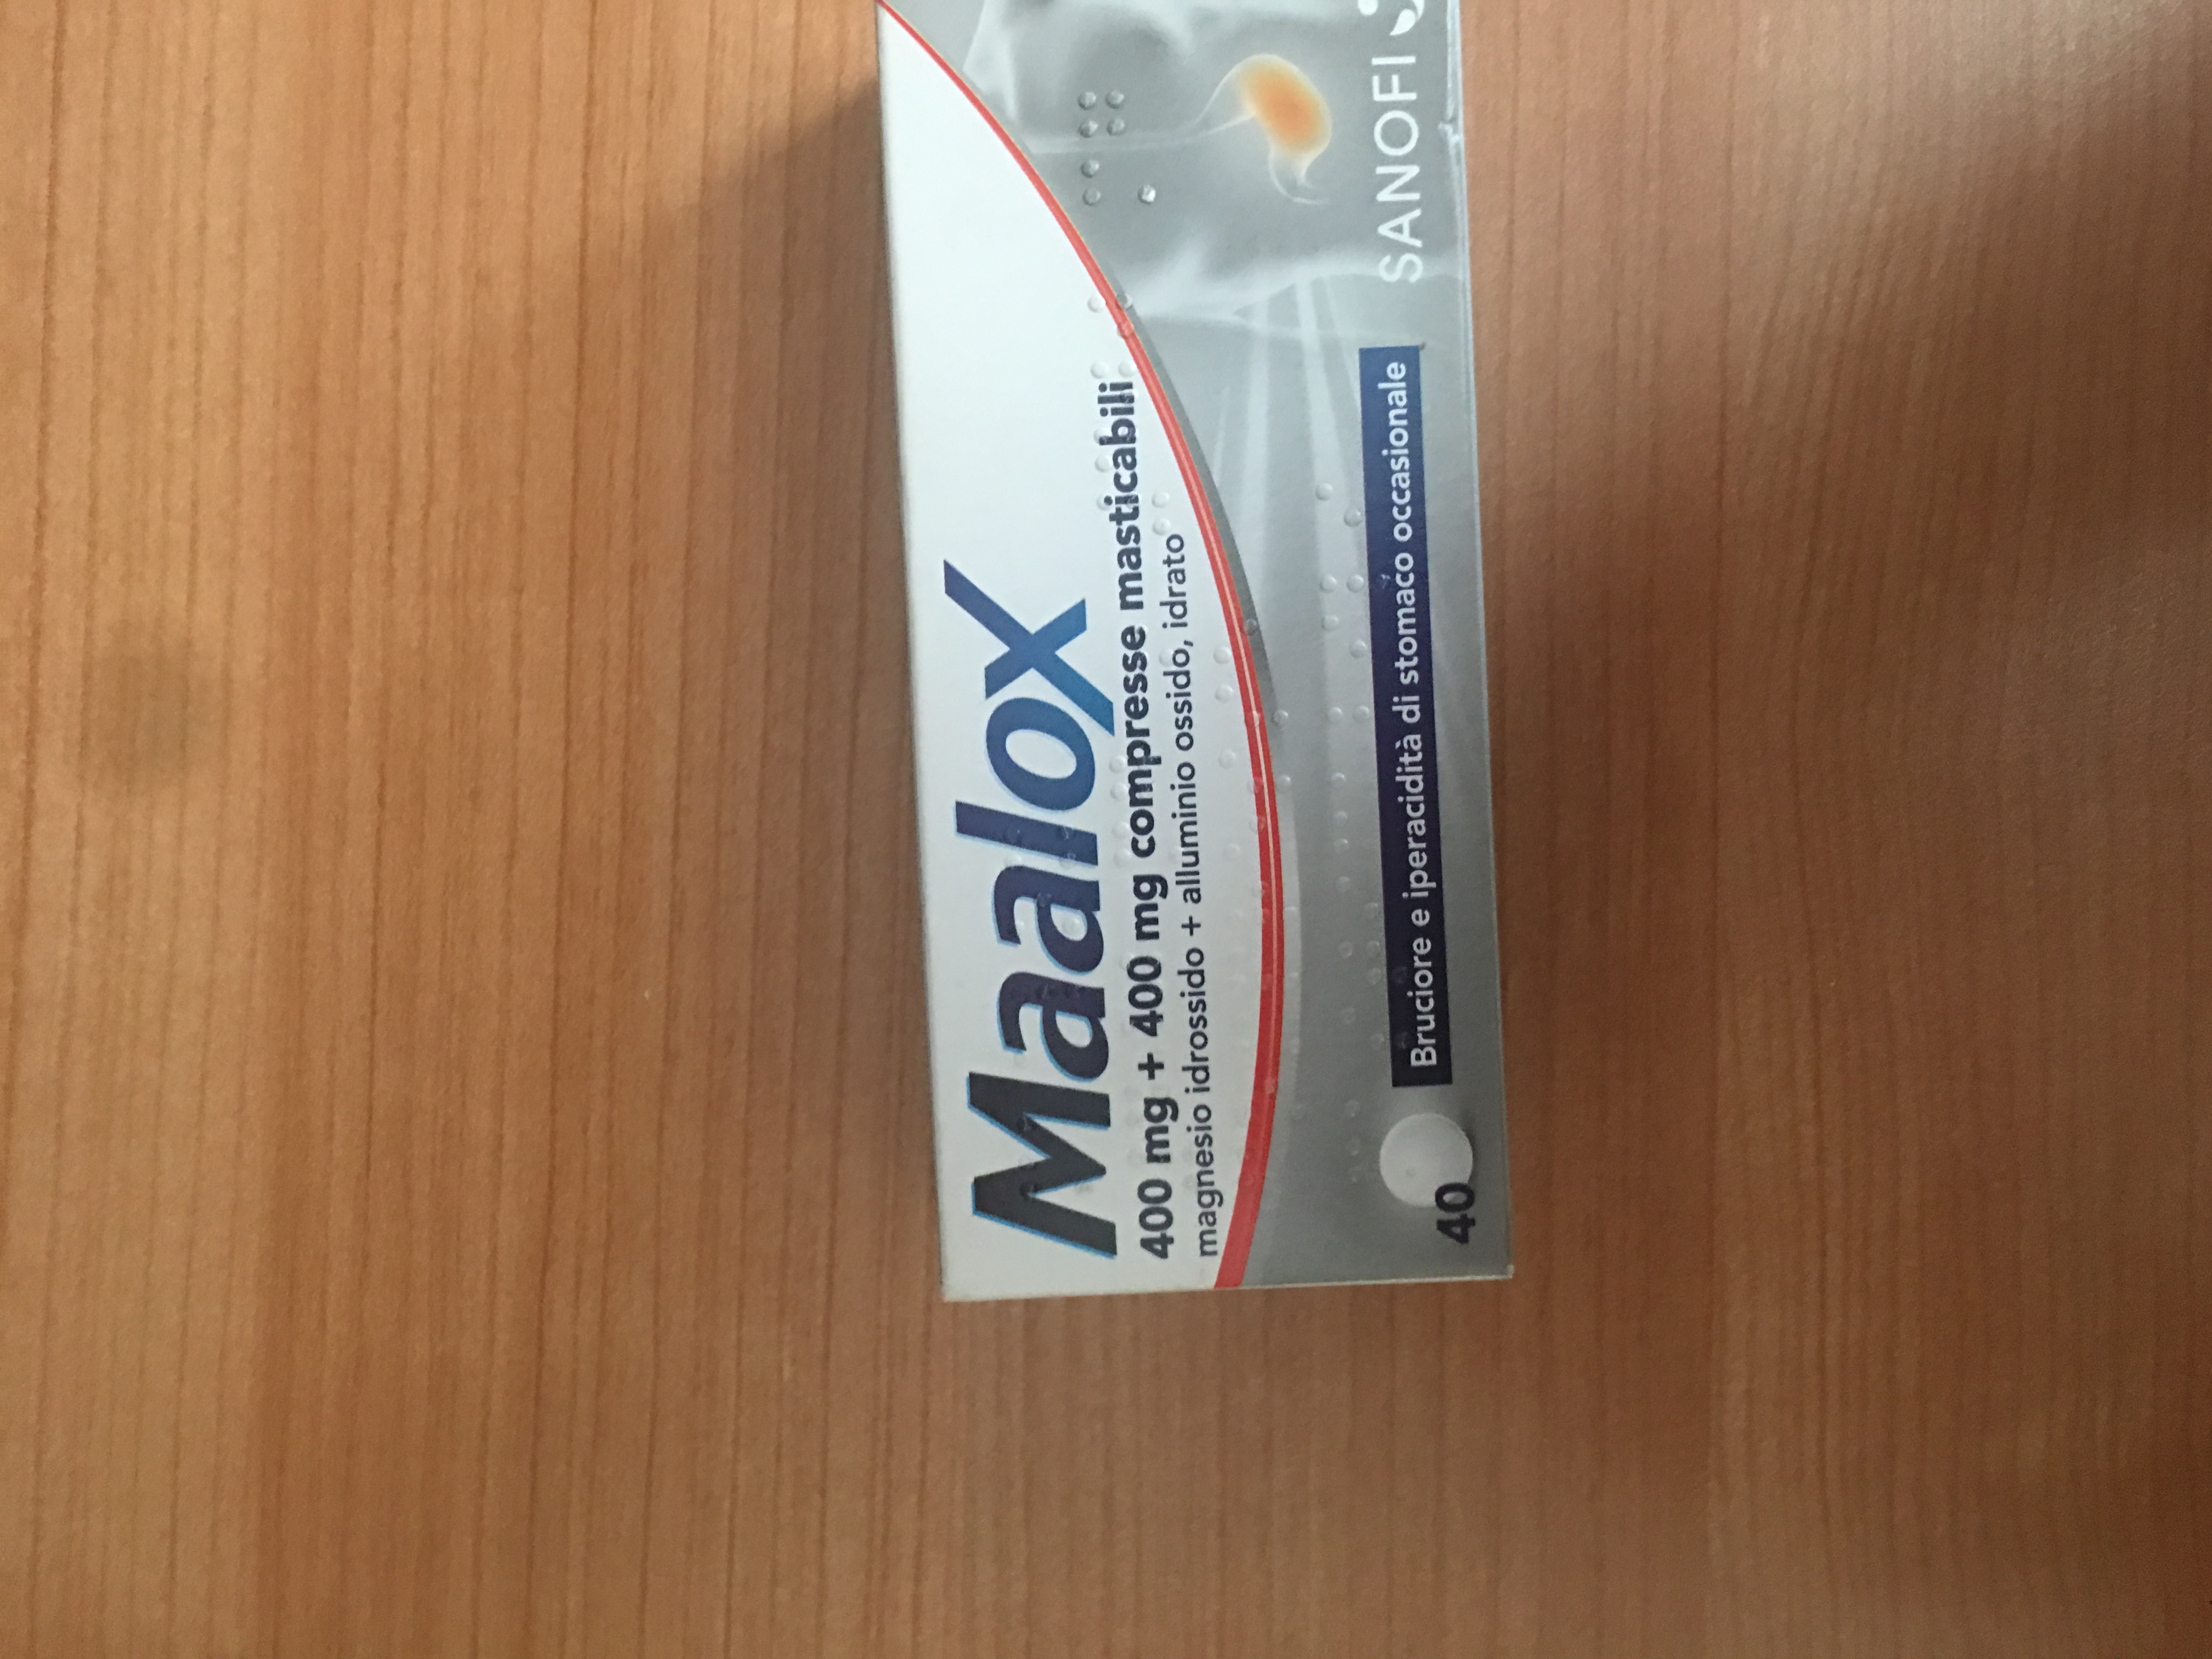 Maalox
400 mg + 400 mg compresse masticabili
magnesio idrossido + alluminio ossido, idrato
Bruciore e iperacidità di stomaco occasionale
40
SANOFI